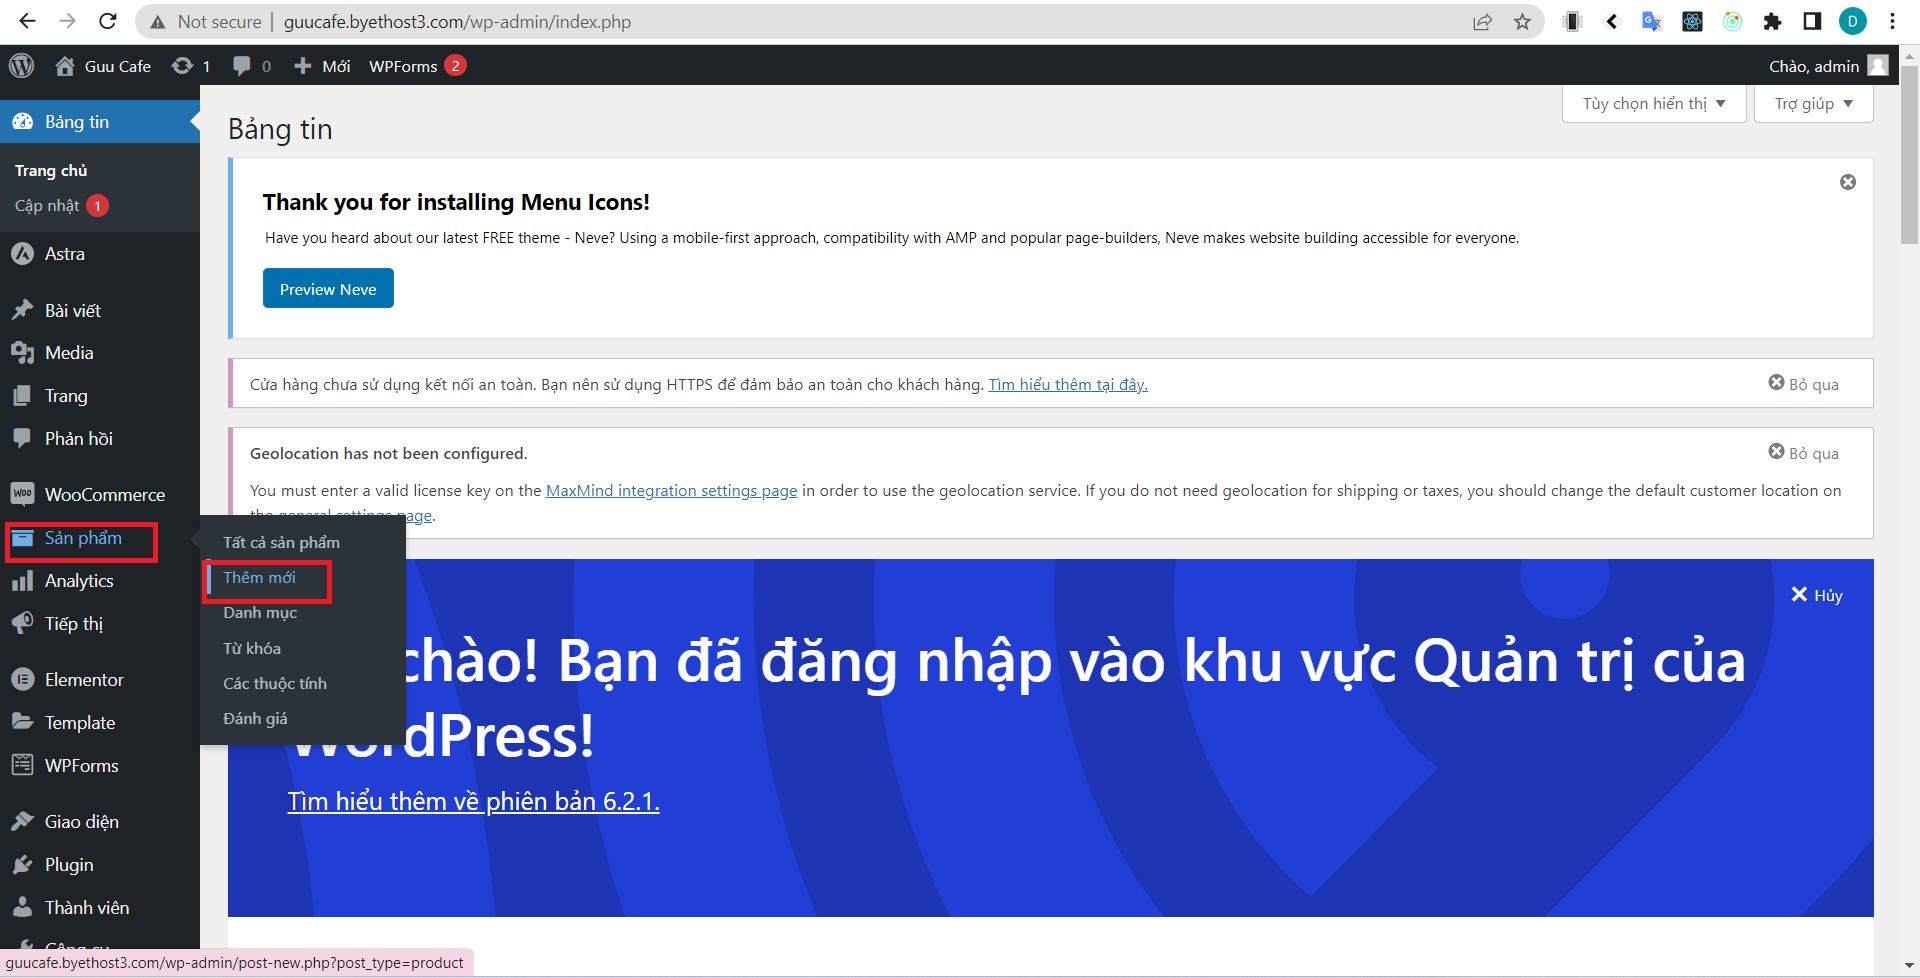 Not secure | guucafe.byethost3.com/wp-admin/index.php
D
Guu Cafe 1 0 Mới WPForms 2
Chào, admin
Bảng tin
Trang chủ
Cập nhật 1
Astra
Bài viết
Media
Trang
Phản hồi
WooCommerce
Sản phẩm
Analytics
Tiếp thị
Elementor
Template
WPForms
Giao diện
Plugin
Thành viên
Tất cả sản phẩm
Thêm mới
Danh mục
Từ khóa
Các thuộc tính
Đánh giá
Tùy chọn hiển thị
Trợ giúp
Bảng tin
Thank you for installing Menu Icons!
Have you heard about our latest FREE theme - Neve? Using a mobile-first approach, compatibility with AMP and popular page-builders, Neve makes website building accessible for everyone.
Preview Neve
Cửa hàng chưa sử dụng kết nối an toàn. Bạn nên sử dụng HTTPS để đảm bảo an toàn cho khách hàng. Tìm hiểu thêm tại đây.
Bỏ qua
Geolocation has not been configured.
Bỏ qua
You must enter a valid license key on the MaxMind integration settings page in order to use the geolocation service. If you do not need geolocation for shipping or taxes, you should change the default customer location on
the general settings page.
Hủy
chào! Bạn đã đăng nhập vào khu vực Quản trị của
WordPress!
Tìm hiểu thêm về phiên bản 6.2.1.
guucafe.byethost3.com/wp-admin/post-new.php?post_type=product